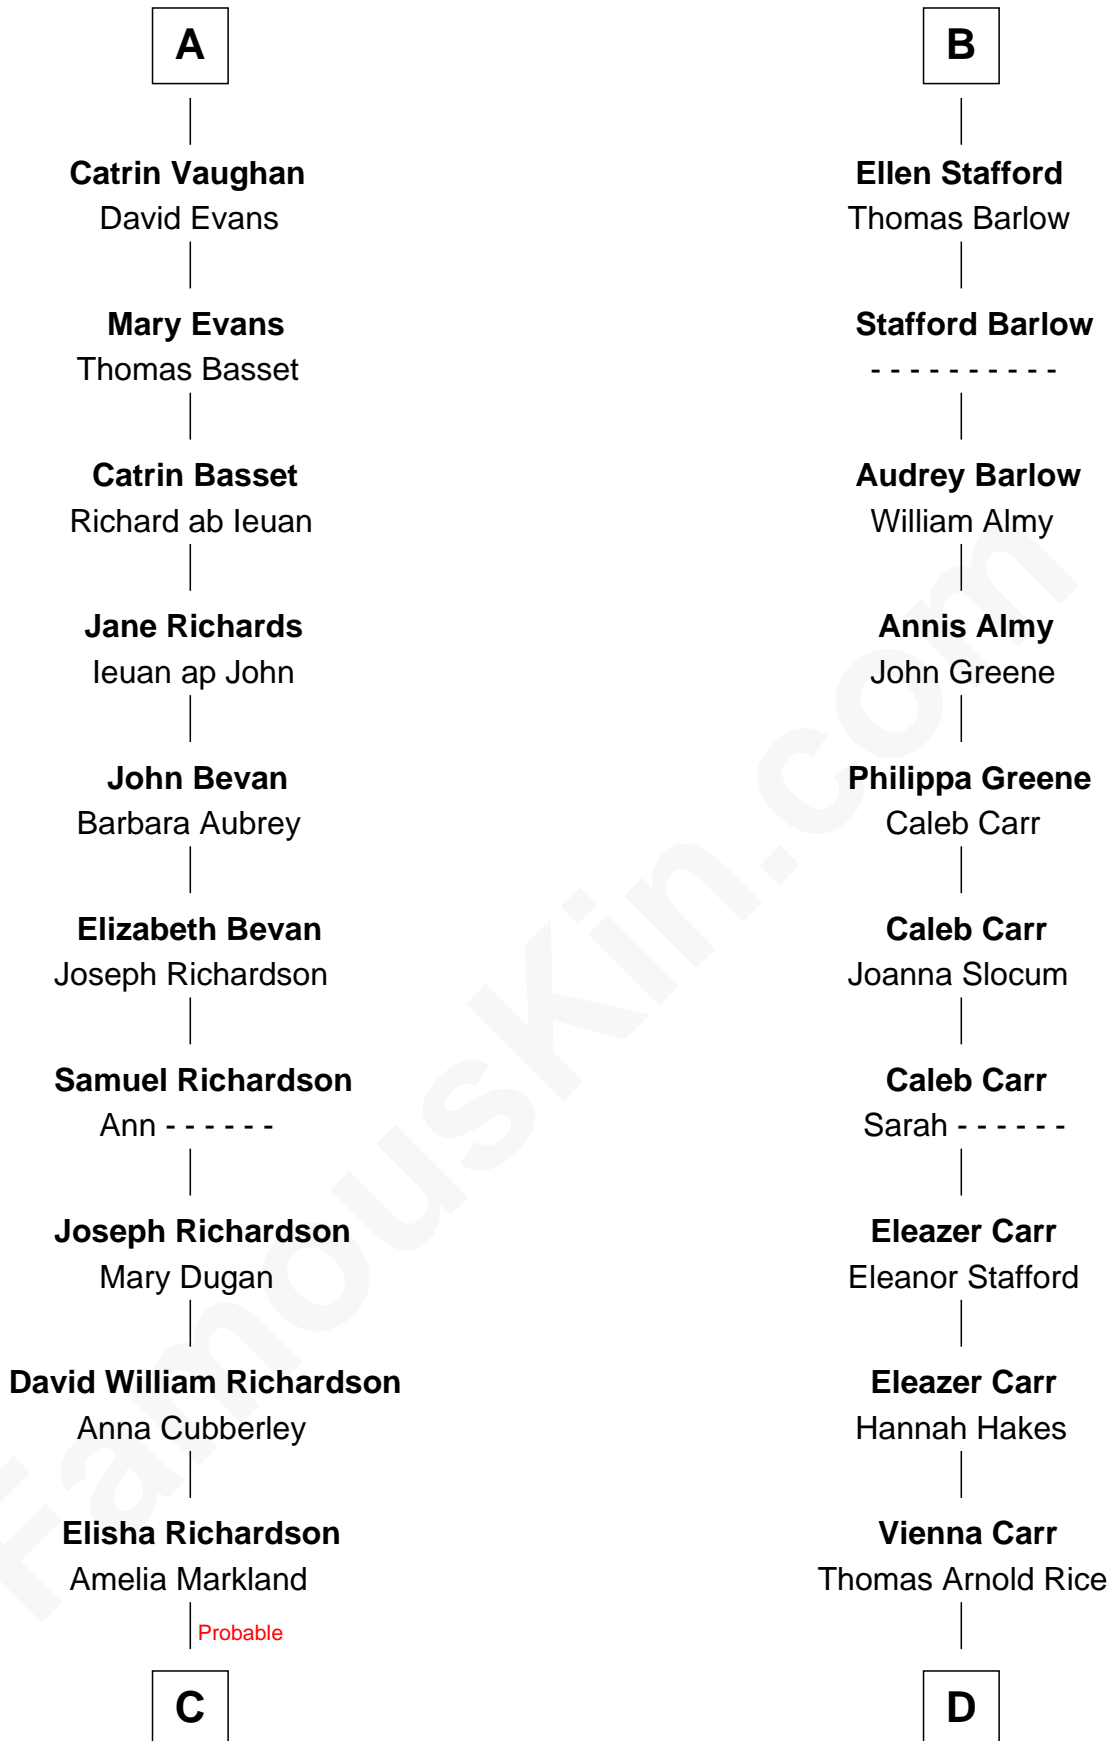 A
Catrin Vaughan
David Evans
Mary Evans
Thomas Basset
Catrin Basset
Richard ab Ieuan
Jane Richards
Ieuan ap John
John Bevan
Barbara Aubrey
Elizabeth Bevan
Joseph Richardson
Samuel Richardson
Ann - - - - - -
Joseph Richardson
Mary Dugan
David William Richardson
Anna Cubberley
Elisha Richardson
Amelia Markland
Probable
C
B
Ellen Stafford
Thomas Barlow
Stafford Barlow
- - - - - - - - - -
Audrey Barlow
William Almy
Annis Almy
John Greene
Philippa Greene
Caleb Carr
Caleb Carr
Joanna Slocum
Caleb Carr
Sarah - - - - - -
Eleazer Carr
Eleanor Stafford
Eleazer Carr
Hannah Hakes
Vienna Carr
Thomas Arnold Rice
D
FamousKin.com